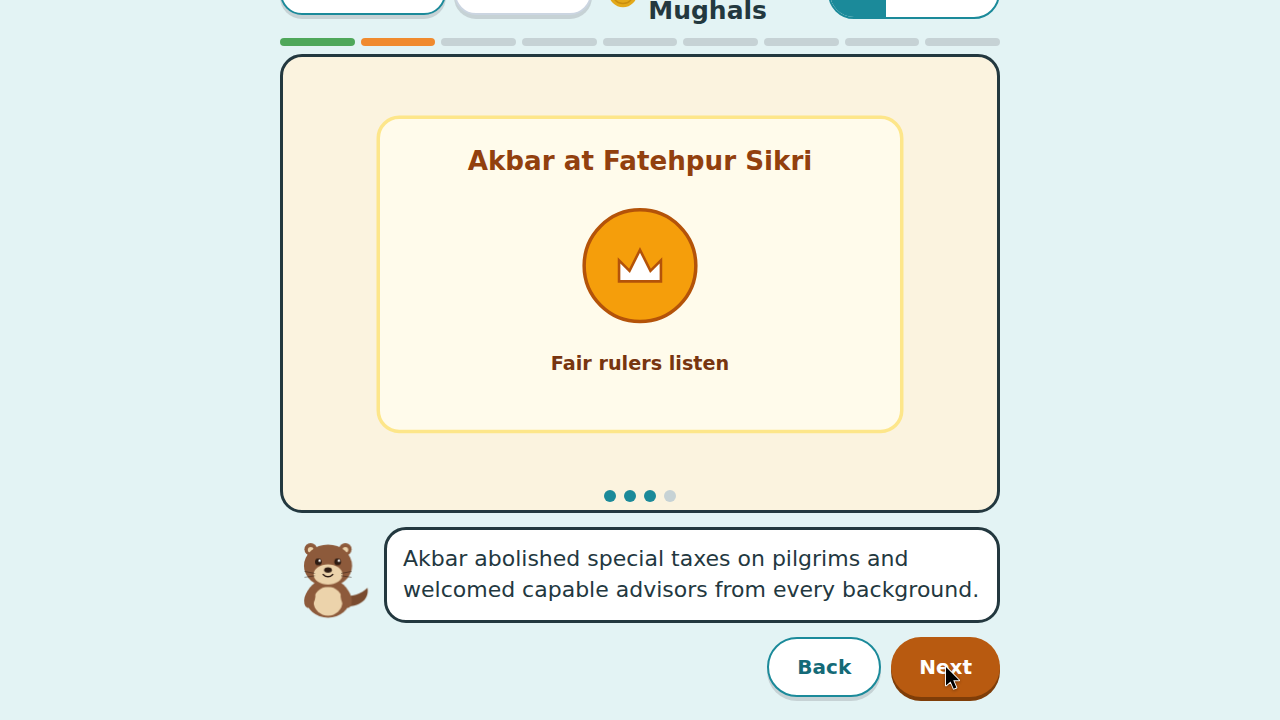 Mughals
Akbar at Fatehpur Sikri
Fair rulers listen
Akbar abolished special taxes on pilgrims and
welcomed capable advisors from every background.
Back
Next